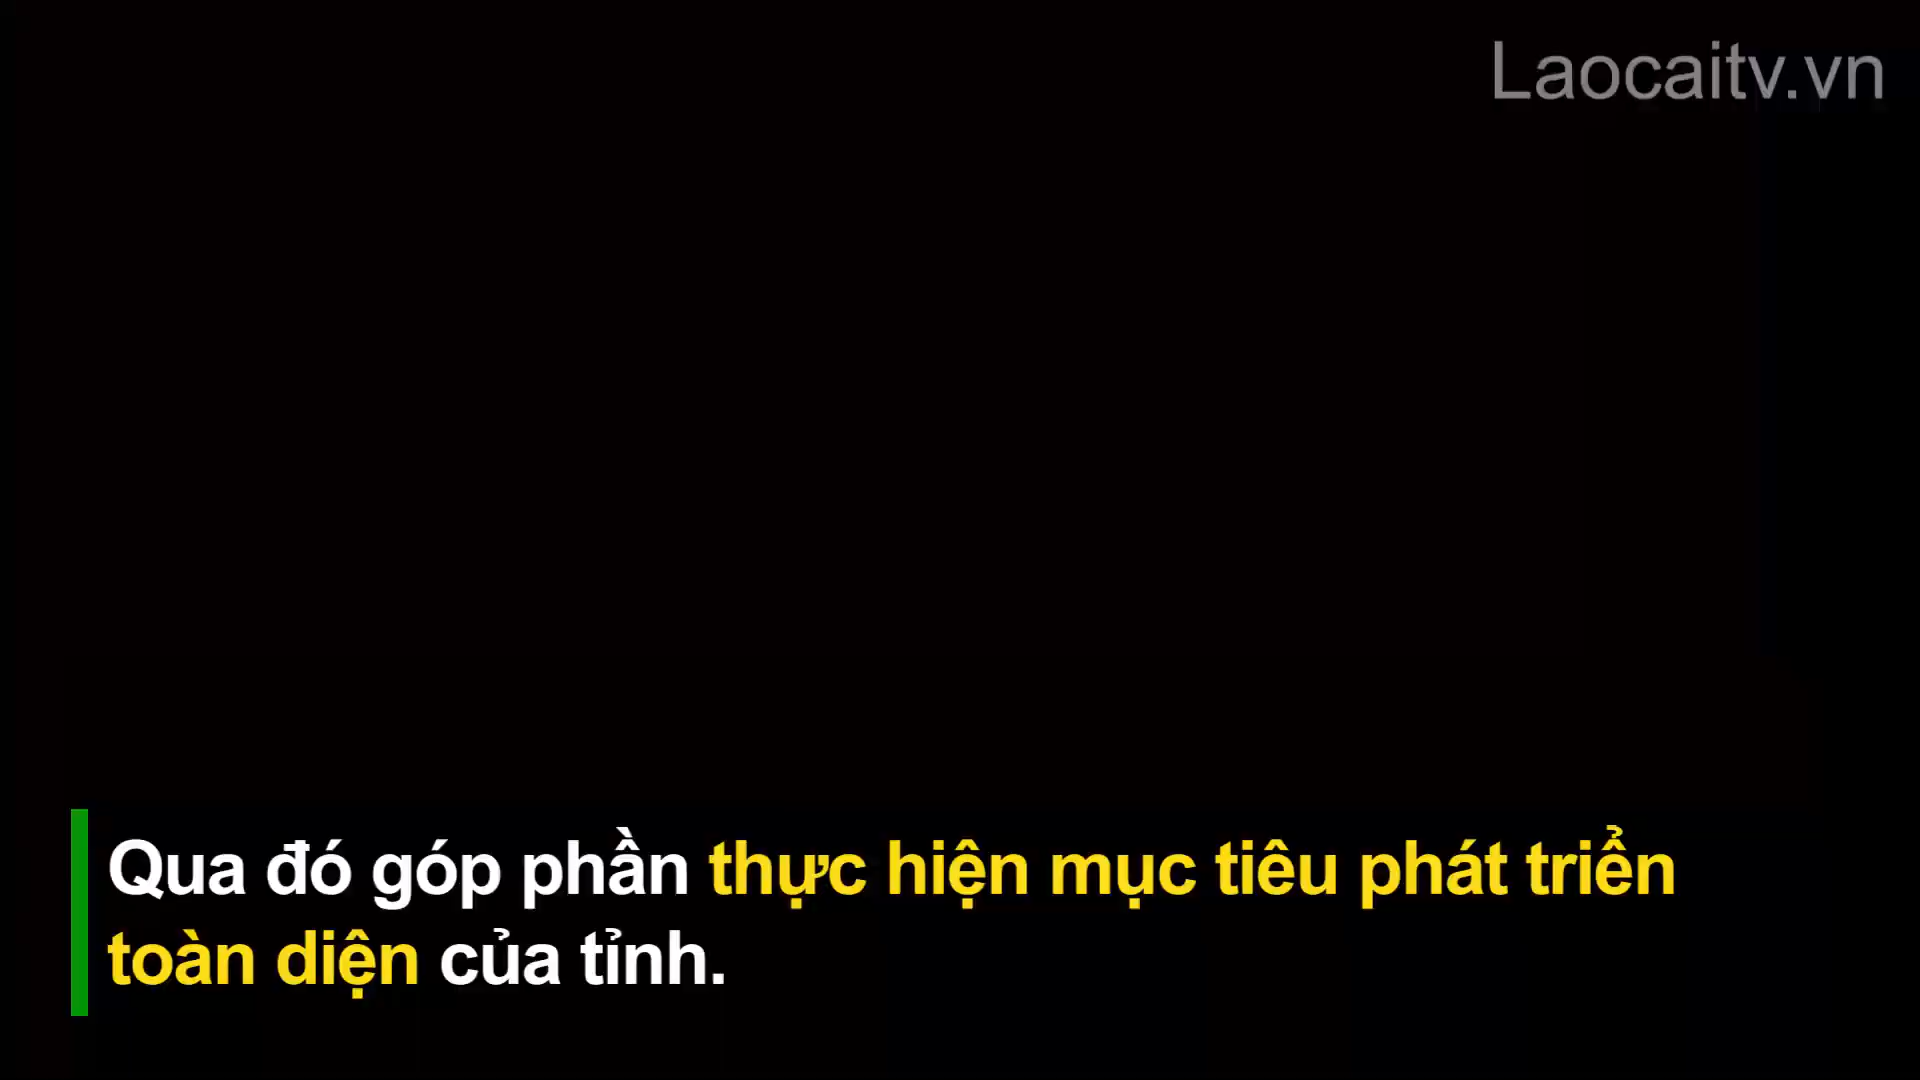 Laocaitv.vn
Qua đó góp phần thực hiện mục tiêu phát triển
toàn diện của tỉnh.